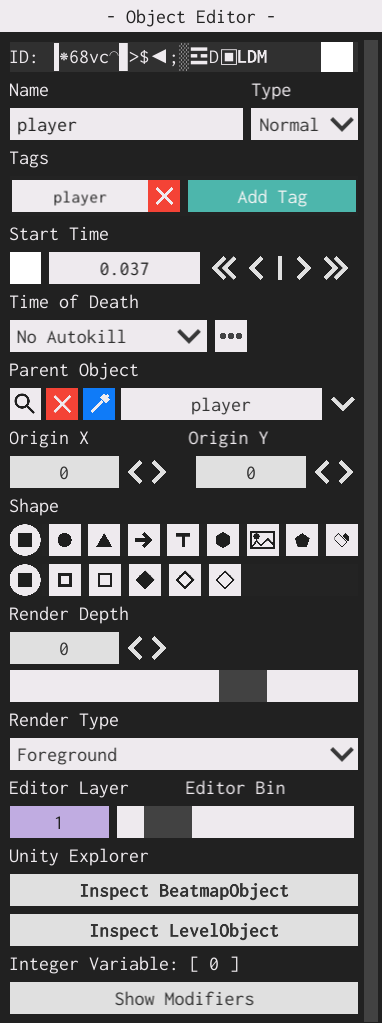 - Object Editor -
ID: *68vc >$◀;░☲D▣LDM
Name Type
player Normal
Tags
player Add Tag
Start Time
0.037
Time of Death
No Autokill
Parent Object
player
Origin X Origin Y
0 0
Shape
Render Depth
0
Render Type
Foreground
Editor Layer Editor Bin
1
Unity Explorer
Inspect BeatmapObject
Inspect LevelObject
Integer Variable: [ 0 ]
Show Modifiers